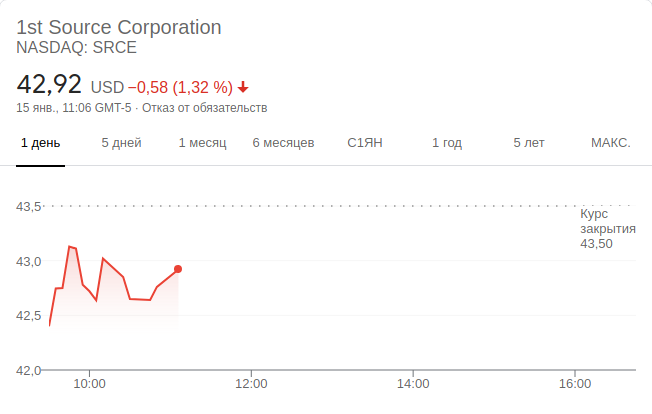 1st Source Corporation
NASDAQ: SRCE
42,92 USD −0,58 (1,32 %)
15 янв., 11:06 GMT-5 · Отказ от обязательств
1 день 5 дней 1 месяц 6 месяцев С1ЯН 1 год 5 лет МАКС.
43,5
Курс
закрытия
43,50
43,0
42,5
42,0
10:00 12:00 14:00 16:00